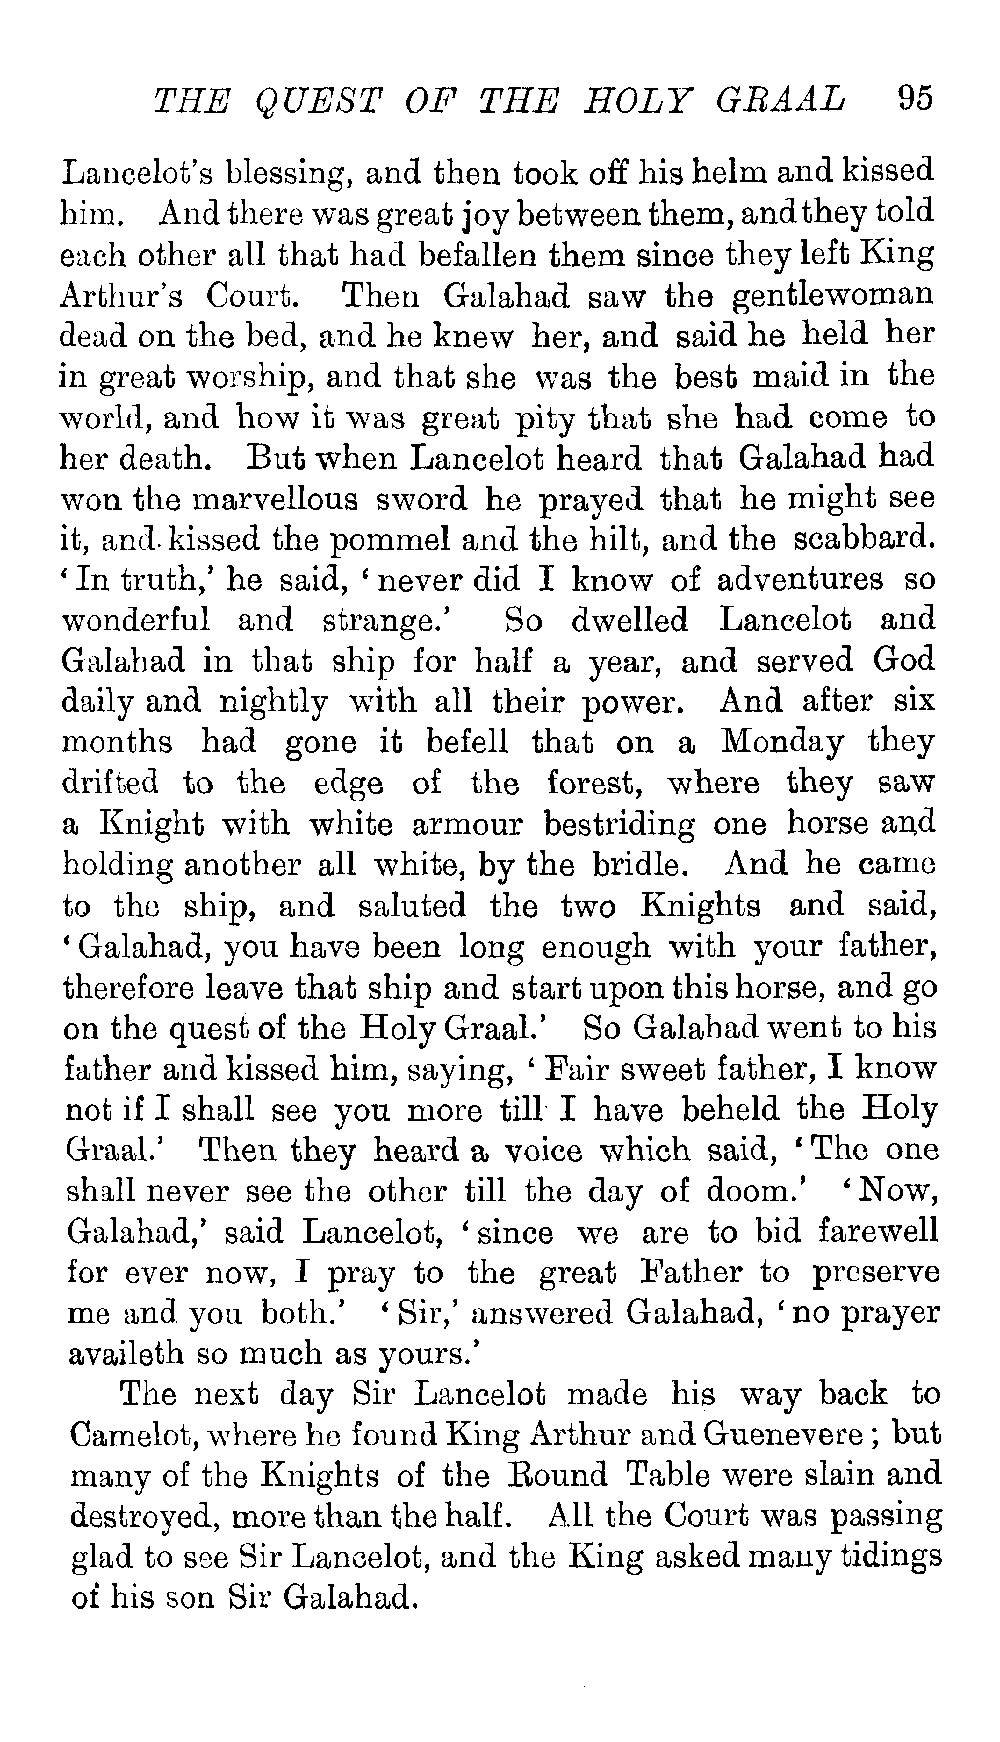 THE QUEST OF THE HOLY GRAAL 95
Lancelot's blessing, and then took off his helm and kissed
him. And there was great joy between them, and they told
each other all that had befallen them since they left King
Arthur's Court. Then Galahad saw the gentlewoman
dead on the bed, and he knew her, and said he held her
in great worship, and that she was the best maid in the
world, and how it was great pity that she had come to
her death. But when Lancelot heard that Galahad had
won the marvellous sword he prayed that he might see
it, and kissed the pommel and the hilt, and the scabbard.
‘In truth,’ he said, ‘never did I know of adventures so
wonderful and strange.’ So dwelled Lancelot and
Galahad in that ship for half a year, and served God
daily and nightly with all their power. And after six
months had gone it befell that on a Monday they
drifted to the edge of the forest, where they saw
a Knight with white armour bestriding one horse and
holding another all white, by the bridle. And he came
to the ship, and saluted the two Knights and said,
‘Galahad, you have been long enough with your father,
therefore leave that ship and start upon this horse, and go
on the quest of the Holy Graal.’ So Galahad went to his
father and kissed him, saying, ‘Fair sweet father, I know
not if I shall see you more till I have beheld the Holy
Graal.’ Then they heard a voice which said, ‘The one
shall never see the other till the day of doom.’ ‘Now,
Galahad,’ said Lancelot, ‘since we are to bid farewell
for ever now, I pray to the great Father to preserve
me and you both.’ ‘Sir,’ answered Galahad, ‘no prayer
availeth so much as yours.’
The next day Sir Lancelot made his way back to
Camelot, where he found King Arthur and Guenevere; but
many of the Knights of the Round Table were slain and
destroyed, more than the half. All the Court was passing
glad to see Sir Lancelot, and the King asked many tidings
of his son Sir Galahad.